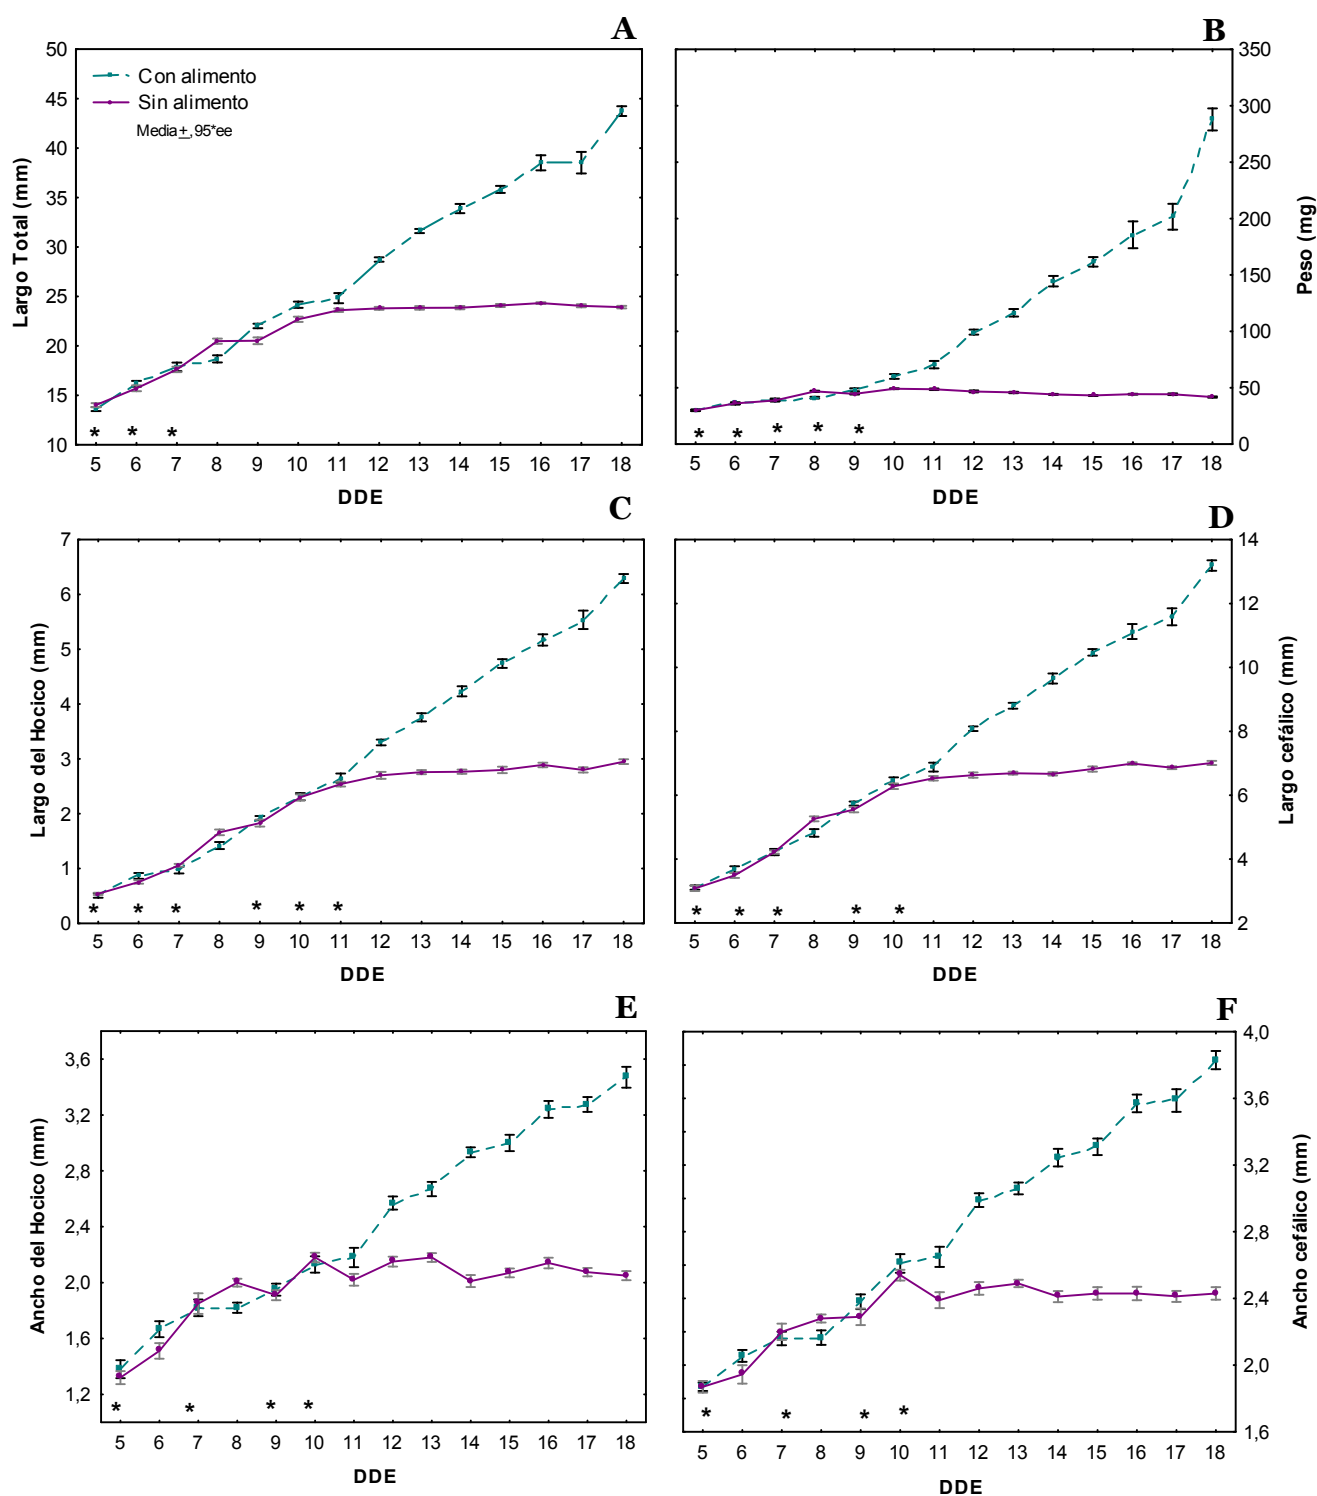 A
50
45
40
35
30
25
20
15
10
Largo Total (mm)
Con alimento
Sin alimento
Media±,95*ee
* * *
5 6 7 8 9 10 11 12 13 14 15 16 17 18
DDE
B
350
300
250
200
150
100
50
0
Peso (mg)
* * * * *
5 6 7 8 9 10 11 12 13 14 15 16 17 18
DDE
C
7
6
5
4
3
2
1
0
Largo del Hocico (mm)
* * * * * *
5 6 7 8 9 10 11 12 13 14 15 16 17 18
DDE
D
14
12
10
8
6
4
2
Largo cefálico (mm)
* * * * *
5 6 7 8 9 10 11 12 13 14 15 16 17 18
DDE
E
3,6
3,2
2,8
2,4
2,0
1,6
1,2
Ancho del Hocico (mm)
* * * *
5 6 7 8 9 10 11 12 13 14 15 16 17 18
DDE
F
4,0
3,6
3,2
2,8
2,4
2,0
1,6
Ancho cefálico (mm)
* * * *
5 6 7 8 9 10 11 12 13 14 15 16 17 18
DDE